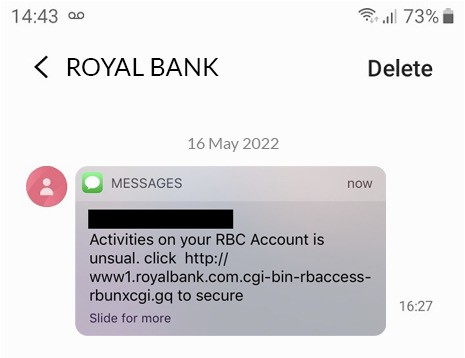 14:43 73%
ROYAL BANK Delete
16 May 2022
MESSAGES now
Activities on your RBC Account is
unsual. click http://
www1.royalbank.com.cgi-bin-rbaccess-
rbunxcgi.gq to secure
Slide for more
16:27